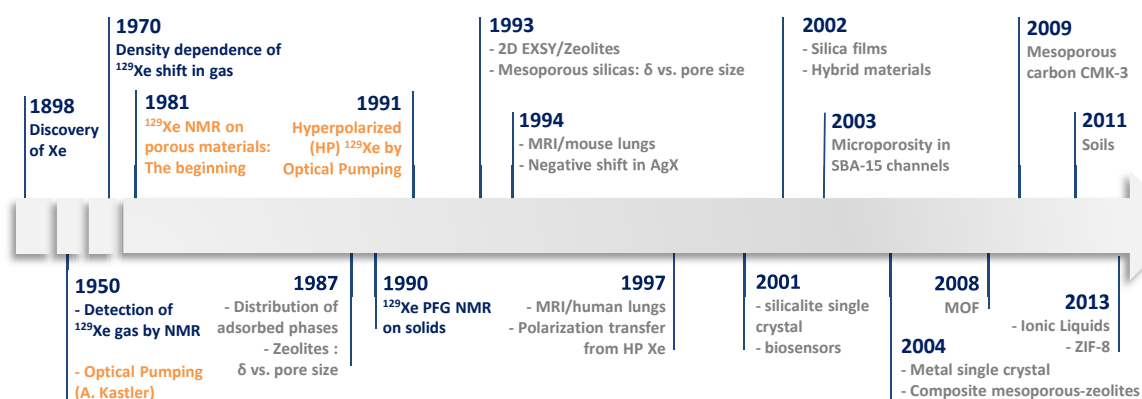 1898
Discovery
of Xe
1970
Density dependence of
¹²⁹Xe shift in gas
1981
¹²⁹Xe NMR on
porous materials:
The beginning
1991
Hyperpolarized
(HP) ¹²⁹Xe by
Optical Pumping
1993
- 2D EXSY/Zeolites
- Mesoporous silicas: δ vs. pore size
1994
- MRI/mouse lungs
- Negative shift in AgX
2002
- Silica films
- Hybrid materials
2003
Microporosity in
SBA-15 channels
2009
Mesoporous
carbon CMK-3
2011
Soils
1950
- Detection of
¹²⁹Xe gas by NMR
- Optical Pumping
(A. Kastler)
1987
- Distribution of
adsorbed phases
- Zeolites :
δ vs. pore size
1990
¹²⁹Xe PFG NMR
on solids
1997
- MRI/human lungs
- Polarization transfer
from HP Xe
2001
- silicalite single
crystal
- biosensors
2004
- Metal single crystal
- Composite mesoporous-zeolites
2008
MOF
2013
- Ionic Liquids
- ZIF-8